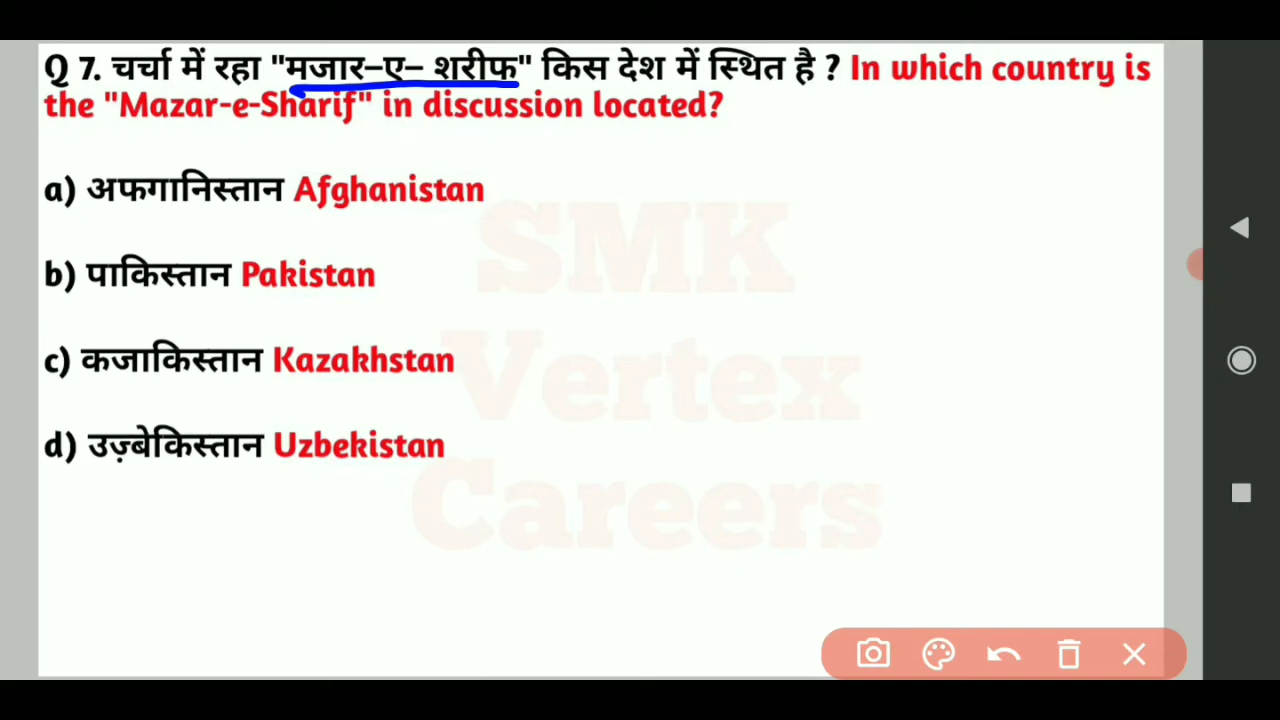 Q 7. चर्चा में रहा "मजार–ए– शरीफ" किस देश में स्थित है ? In which country is
the "Mazar-e-Sharif" in discussion located?
a) अफगानिस्तान Afghanistan
b) पाकिस्तान Pakistan
c) कजाकिस्तान Kazakhstan
d) उज़्बेकिस्तान Uzbekistan
SMK
Vertex
Careers